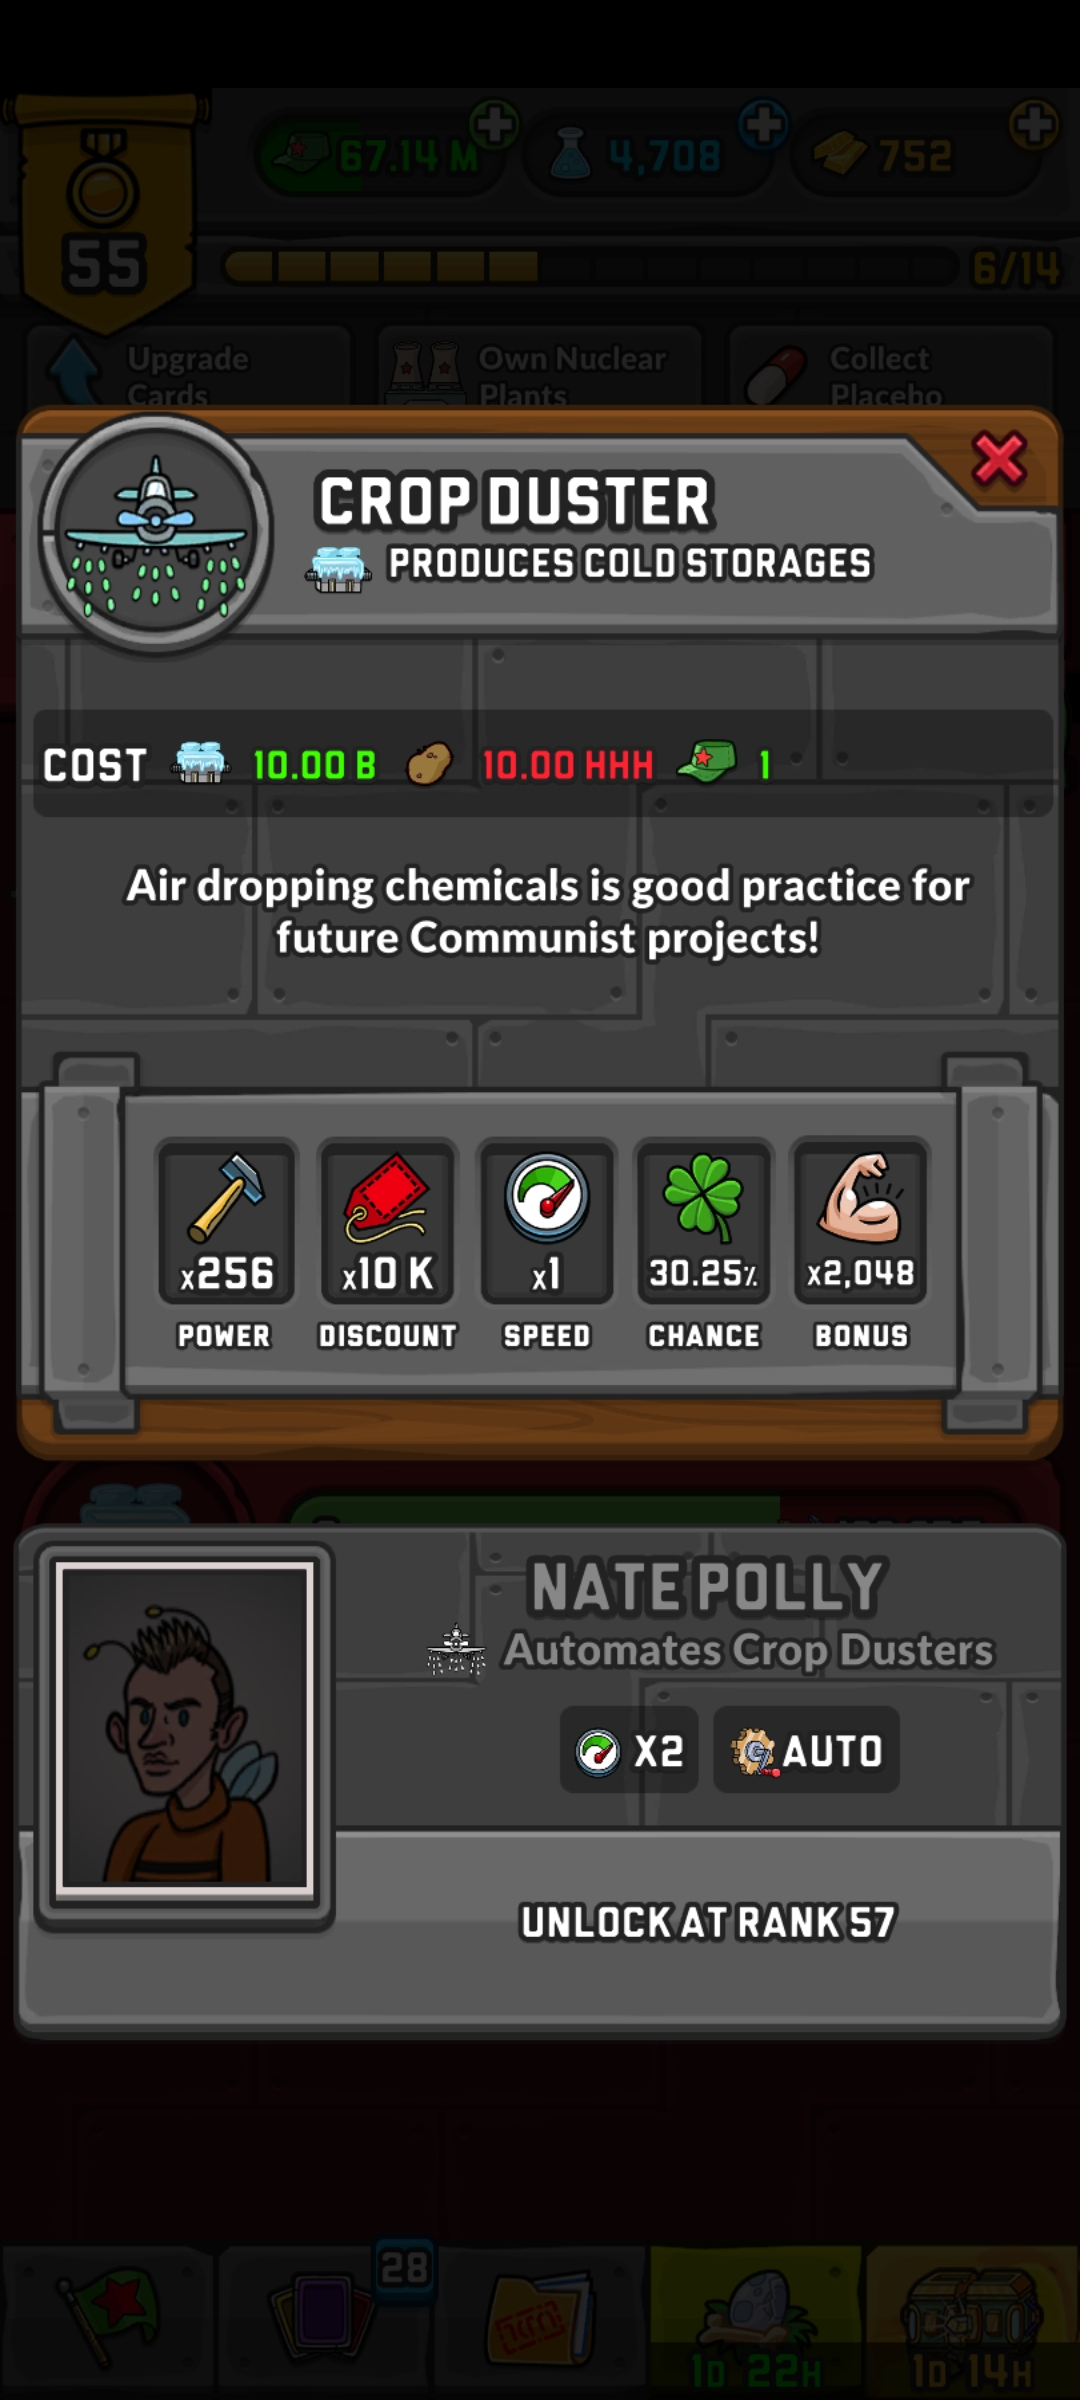 67.14 M
4,708
752
55
6/14
Upgrade
Cards
Own Nuclear
Plants
Collect
Placebo
CROP DUSTER
PRODUCES COLD STORAGES
COST 10.00 B 10.00 HHH 1
Air dropping chemicals is good practice for
future Communist projects!
x256
x10 K
x1
30.25%
x2,048
POWER
DISCOUNT
SPEED
CHANCE
BONUS
NATE POLLY
Automates Crop Dusters
X2
AUTO
UNLOCK AT RANK 57
28
1D 22H
1D 14H